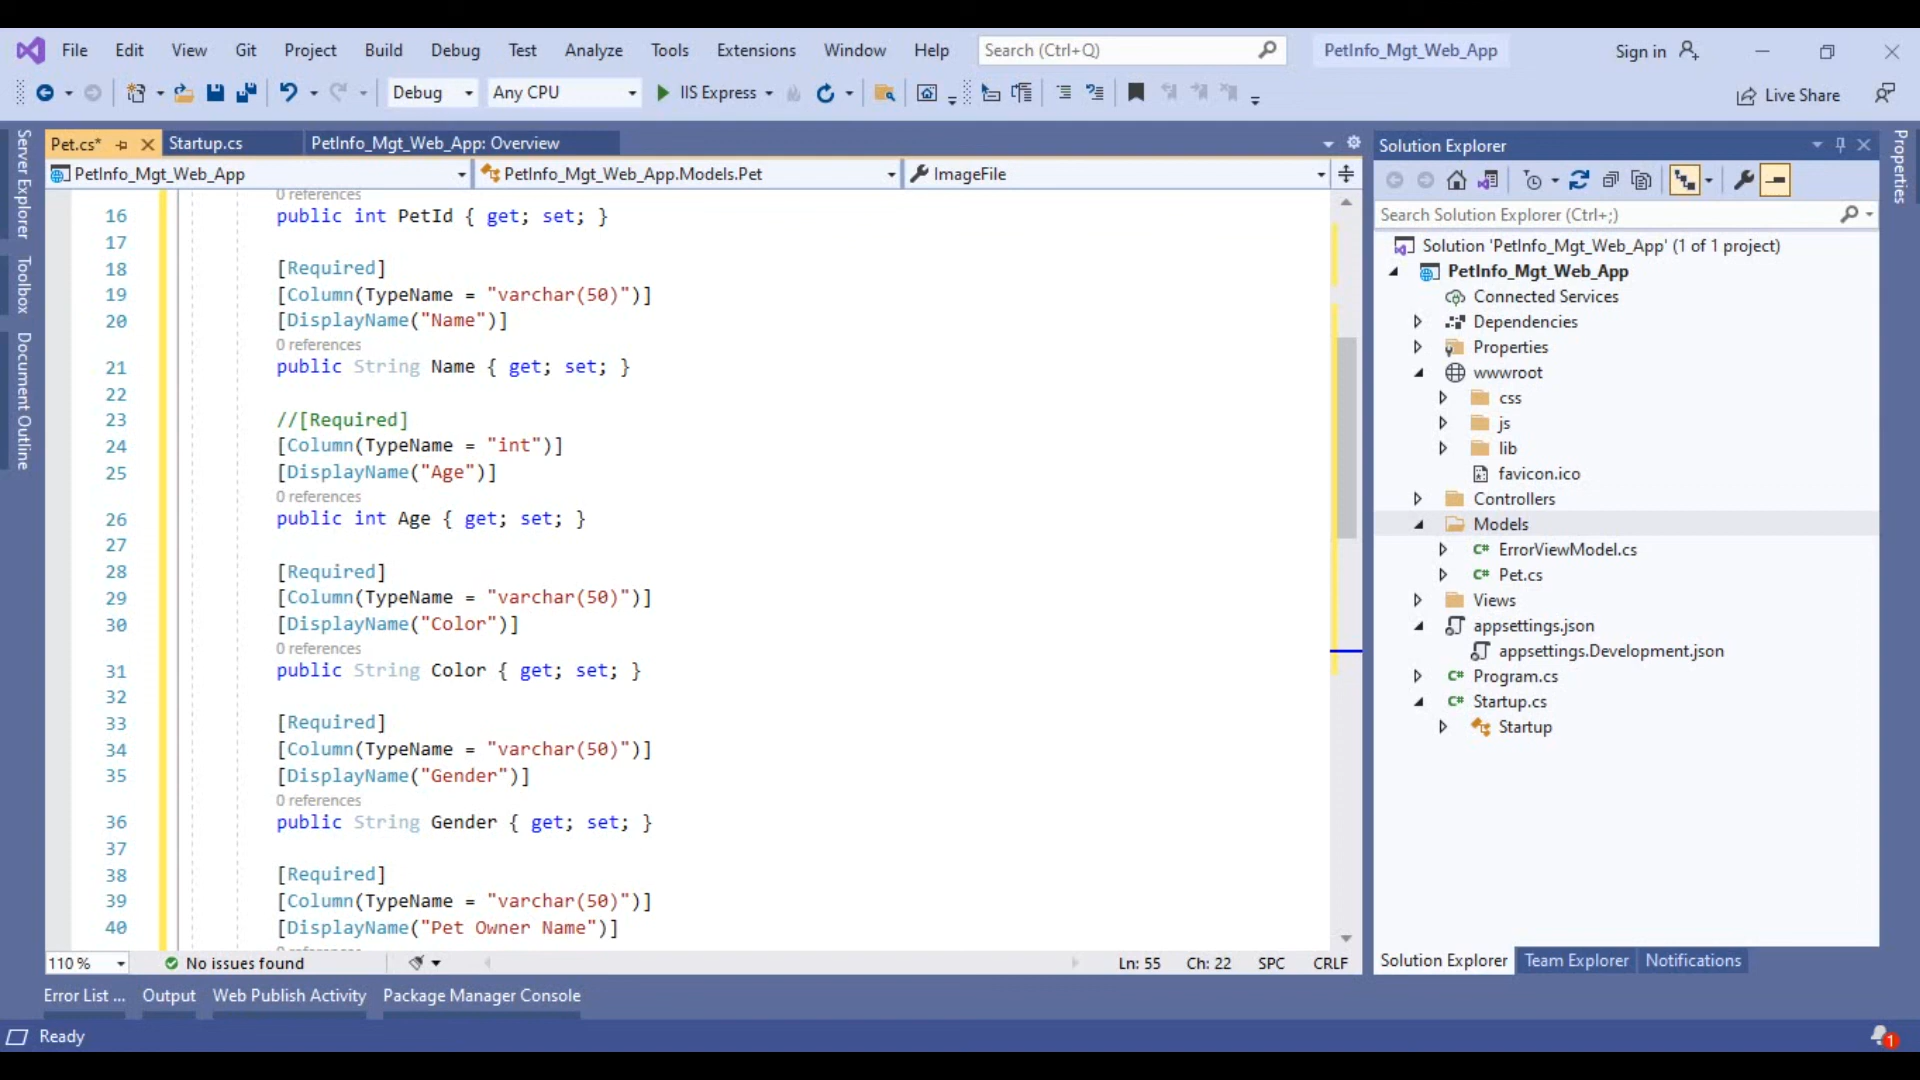 File Edit View Git Project Build Debug Test Analyze Tools Extensions Window Help Search (Ctrl+Q) PetInfo_Mgt_Web_App Sign in
Debug Any CPU IIS Express Live Share
Server Explorer
Toolbox
Document Outline
Pet.cs* Startup.cs PetInfo_Mgt_Web_App: Overview
PetInfo_Mgt_Web_App PetInfo_Mgt_Web_App.Models.Pet ImageFile
0 references
16 public int PetId { get; set; }
17
18 [Required]
19 [Column(TypeName = "varchar(50)")]
20 [DisplayName("Name")]
0 references
21 public String Name { get; set; }
22
23 //[Required]
24 [Column(TypeName = "int")]
25 [DisplayName("Age")]
0 references
26 public int Age { get; set; }
27
28 [Required]
29 [Column(TypeName = "varchar(50)")]
30 [DisplayName("Color")]
0 references
31 public String Color { get; set; }
32
33 [Required]
34 [Column(TypeName = "varchar(50)")]
35 [DisplayName("Gender")]
0 references
36 public String Gender { get; set; }
37
38 [Required]
39 [Column(TypeName = "varchar(50)")]
40 [DisplayName("Pet Owner Name")]
110 % No issues found Ln: 55 Ch: 22 SPC CRLF
Solution Explorer
Search Solution Explorer (Ctrl+;)
Solution 'PetInfo_Mgt_Web_App' (1 of 1 project)
PetInfo_Mgt_Web_App
Connected Services
Dependencies
Properties
wwwroot
css
js
lib
favicon.ico
Controllers
Models
C# ErrorViewModel.cs
C# Pet.cs
Views
appsettings.json
appsettings.Development.json
C# Program.cs
C# Startup.cs
Startup
Solution Explorer Team Explorer Notifications
Properties
Error List ... Output Web Publish Activity Package Manager Console
Ready
1